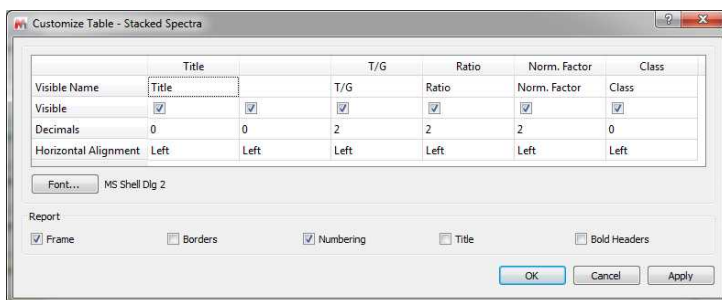 Customize Table - Stacked Spectra
Title T/G Ratio Norm. Factor Class
Visible Name Title T/G Ratio Norm. Factor Class
Visible
Decimals 0 0 2 2 2 0
Horizontal Alignment Left Left Left Left Left Left
Font... MS Shell Dlg 2
Report
Frame Borders Numbering Title Bold Headers
OK Cancel Apply